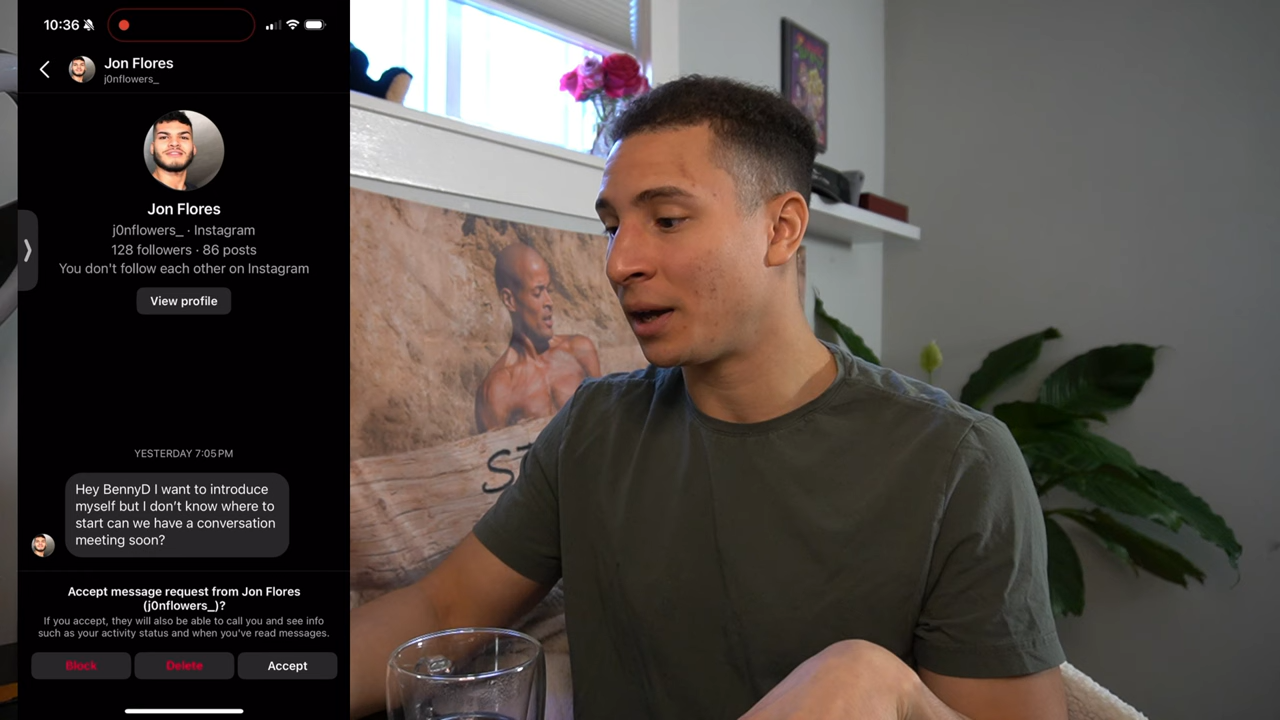 10:36
Jon Flores
j0nflowers_
Jon Flores
j0nflowers_ · Instagram
128 followers · 86 posts
You don't follow each other on Instagram
View profile
YESTERDAY 7:05 PM
Hey BennyD I want to introduce
myself but I don't know where to
start can we have a conversation
meeting soon?
Accept message request from Jon Flores
(j0nflowers_)?
If you accept, they will also be able to call you and see info
such as your activity status and when you've read messages.
Block
Delete
Accept